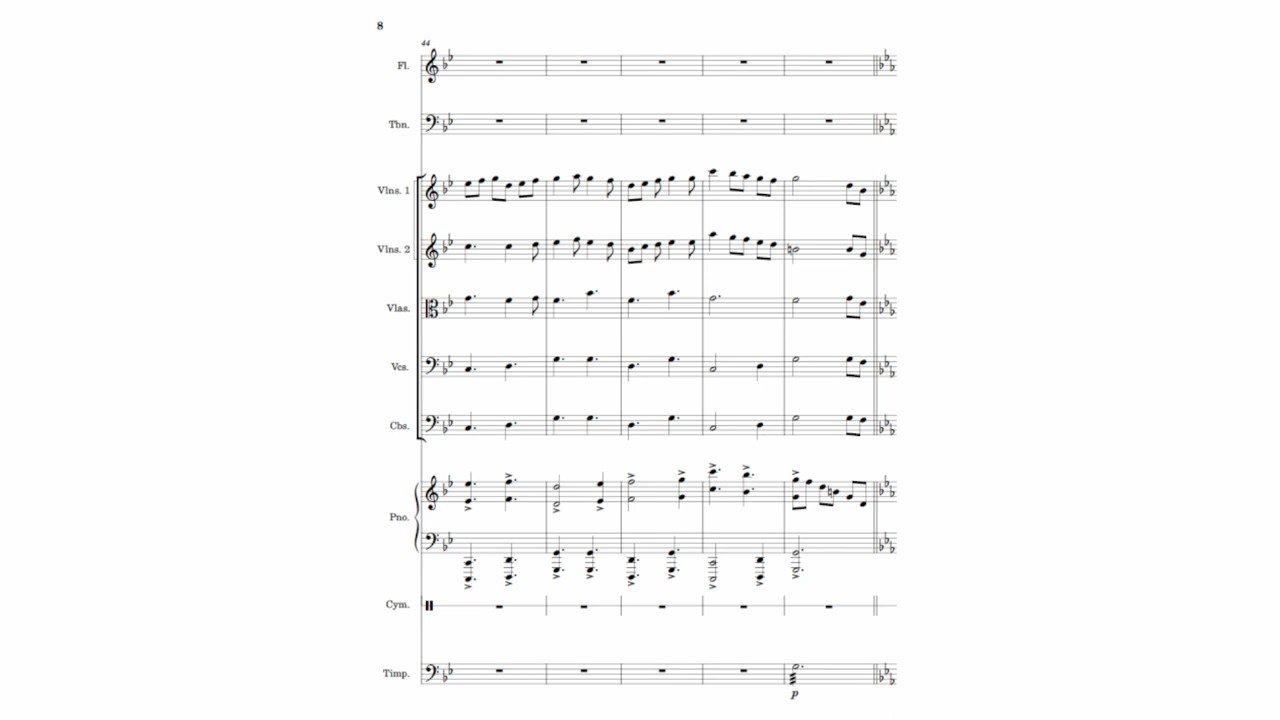 8
44
Fl.
Tbn.
Vlns. 1
Vlns. 2
Vlas.
Vcs.
Cbs.
Pno.
Cym.
Timp.
p